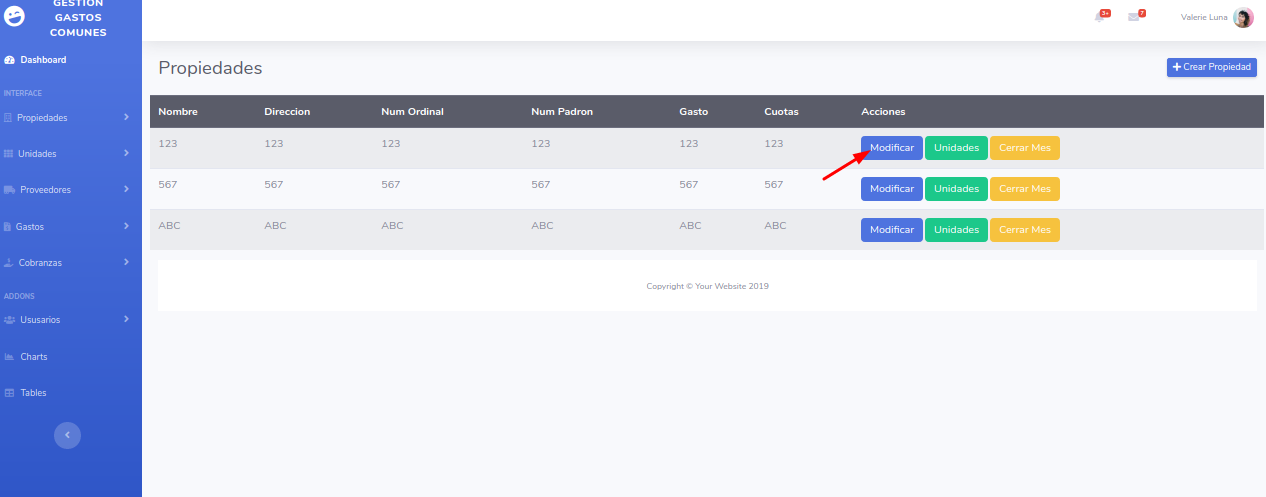 GESTION
GASTOS
COMUNES
Dashboard
INTERFACE
Propiedades
Unidades
Proveedores
Gastos
Cobranzas
ADDONS
Ususarios
Charts
Tables
3+
7
Valerie Luna
Propiedades
Crear Propiedad
Nombre Direccion Num Ordinal Num Padron Gasto Cuotas Acciones
123 123 123 123 123 123 Modificar Unidades Cerrar Mes
567 567 567 567 567 567 Modificar Unidades Cerrar Mes
ABC ABC ABC ABC ABC ABC Modificar Unidades Cerrar Mes
Copyright © Your Website 2019